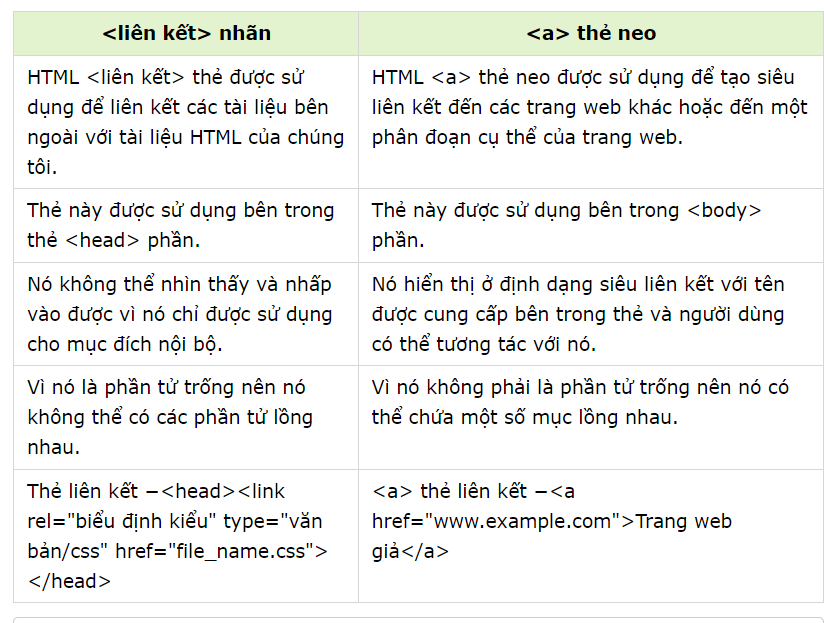 <liên kết> nhãn
<a> thẻ neo
HTML <liên kết> thẻ được sử
dụng để liên kết các tài liệu bên
ngoài với tài liệu HTML của chúng
tôi.
HTML <a> thẻ neo được sử dụng để tạo siêu
liên kết đến các trang web khác hoặc đến một
phân đoạn cụ thể của trang web.
Thẻ này được sử dụng bên trong
thẻ <head> phần.
Thẻ này được sử dụng bên trong <body>
phần.
Nó không thể nhìn thấy và nhấp
vào được vì nó chỉ được sử dụng
cho mục đích nội bộ.
Nó hiển thị ở định dạng siêu liên kết với tên
được cung cấp bên trong thẻ và người dùng
có thể tương tác với nó.
Vì nó là phần tử trống nên nó
không thể có các phần tử lồng
nhau.
Vì nó không phải là phần tử trống nên nó có
thể chứa một số mục lồng nhau.
Thẻ liên kết −<head><link
rel="biểu định kiểu" type="văn
bản/css" href="file_name.css">
</head>
<a> thẻ liên kết −<a
href="www.example.com">Trang web
giả</a>